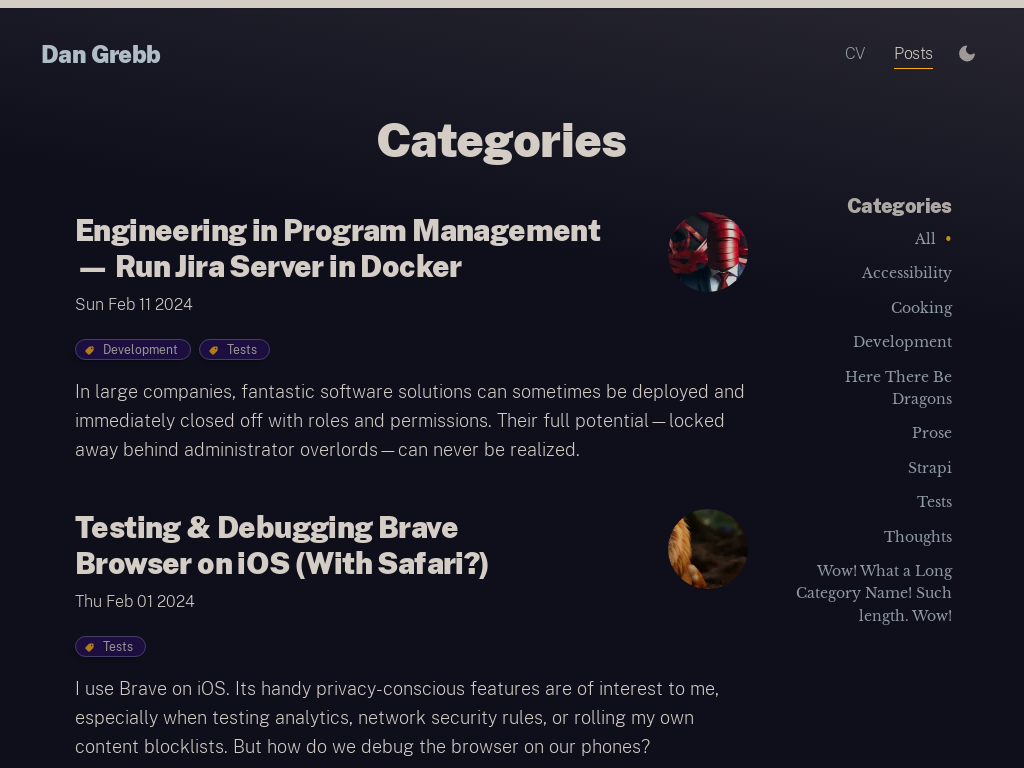 Dan Grebb
CV
Posts
Categories
Engineering in Program Management
— Run Jira Server in Docker
Sun Feb 11 2024
Development
Tests
In large companies, fantastic software solutions can sometimes be deployed and
immediately closed off with roles and permissions. Their full potential—locked
away behind administrator overlords—can never be realized.
Testing & Debugging Brave
Browser on iOS (With Safari?)
Thu Feb 01 2024
Tests
I use Brave on iOS. Its handy privacy-conscious features are of interest to me,
especially when testing analytics, network security rules, or rolling my own
content blocklists. But how do we debug the browser on our phones?
Categories
All •
Accessibility
Cooking
Development
Here There Be
Dragons
Prose
Strapi
Tests
Thoughts
Wow! What a Long
Category Name! Such
length. Wow!